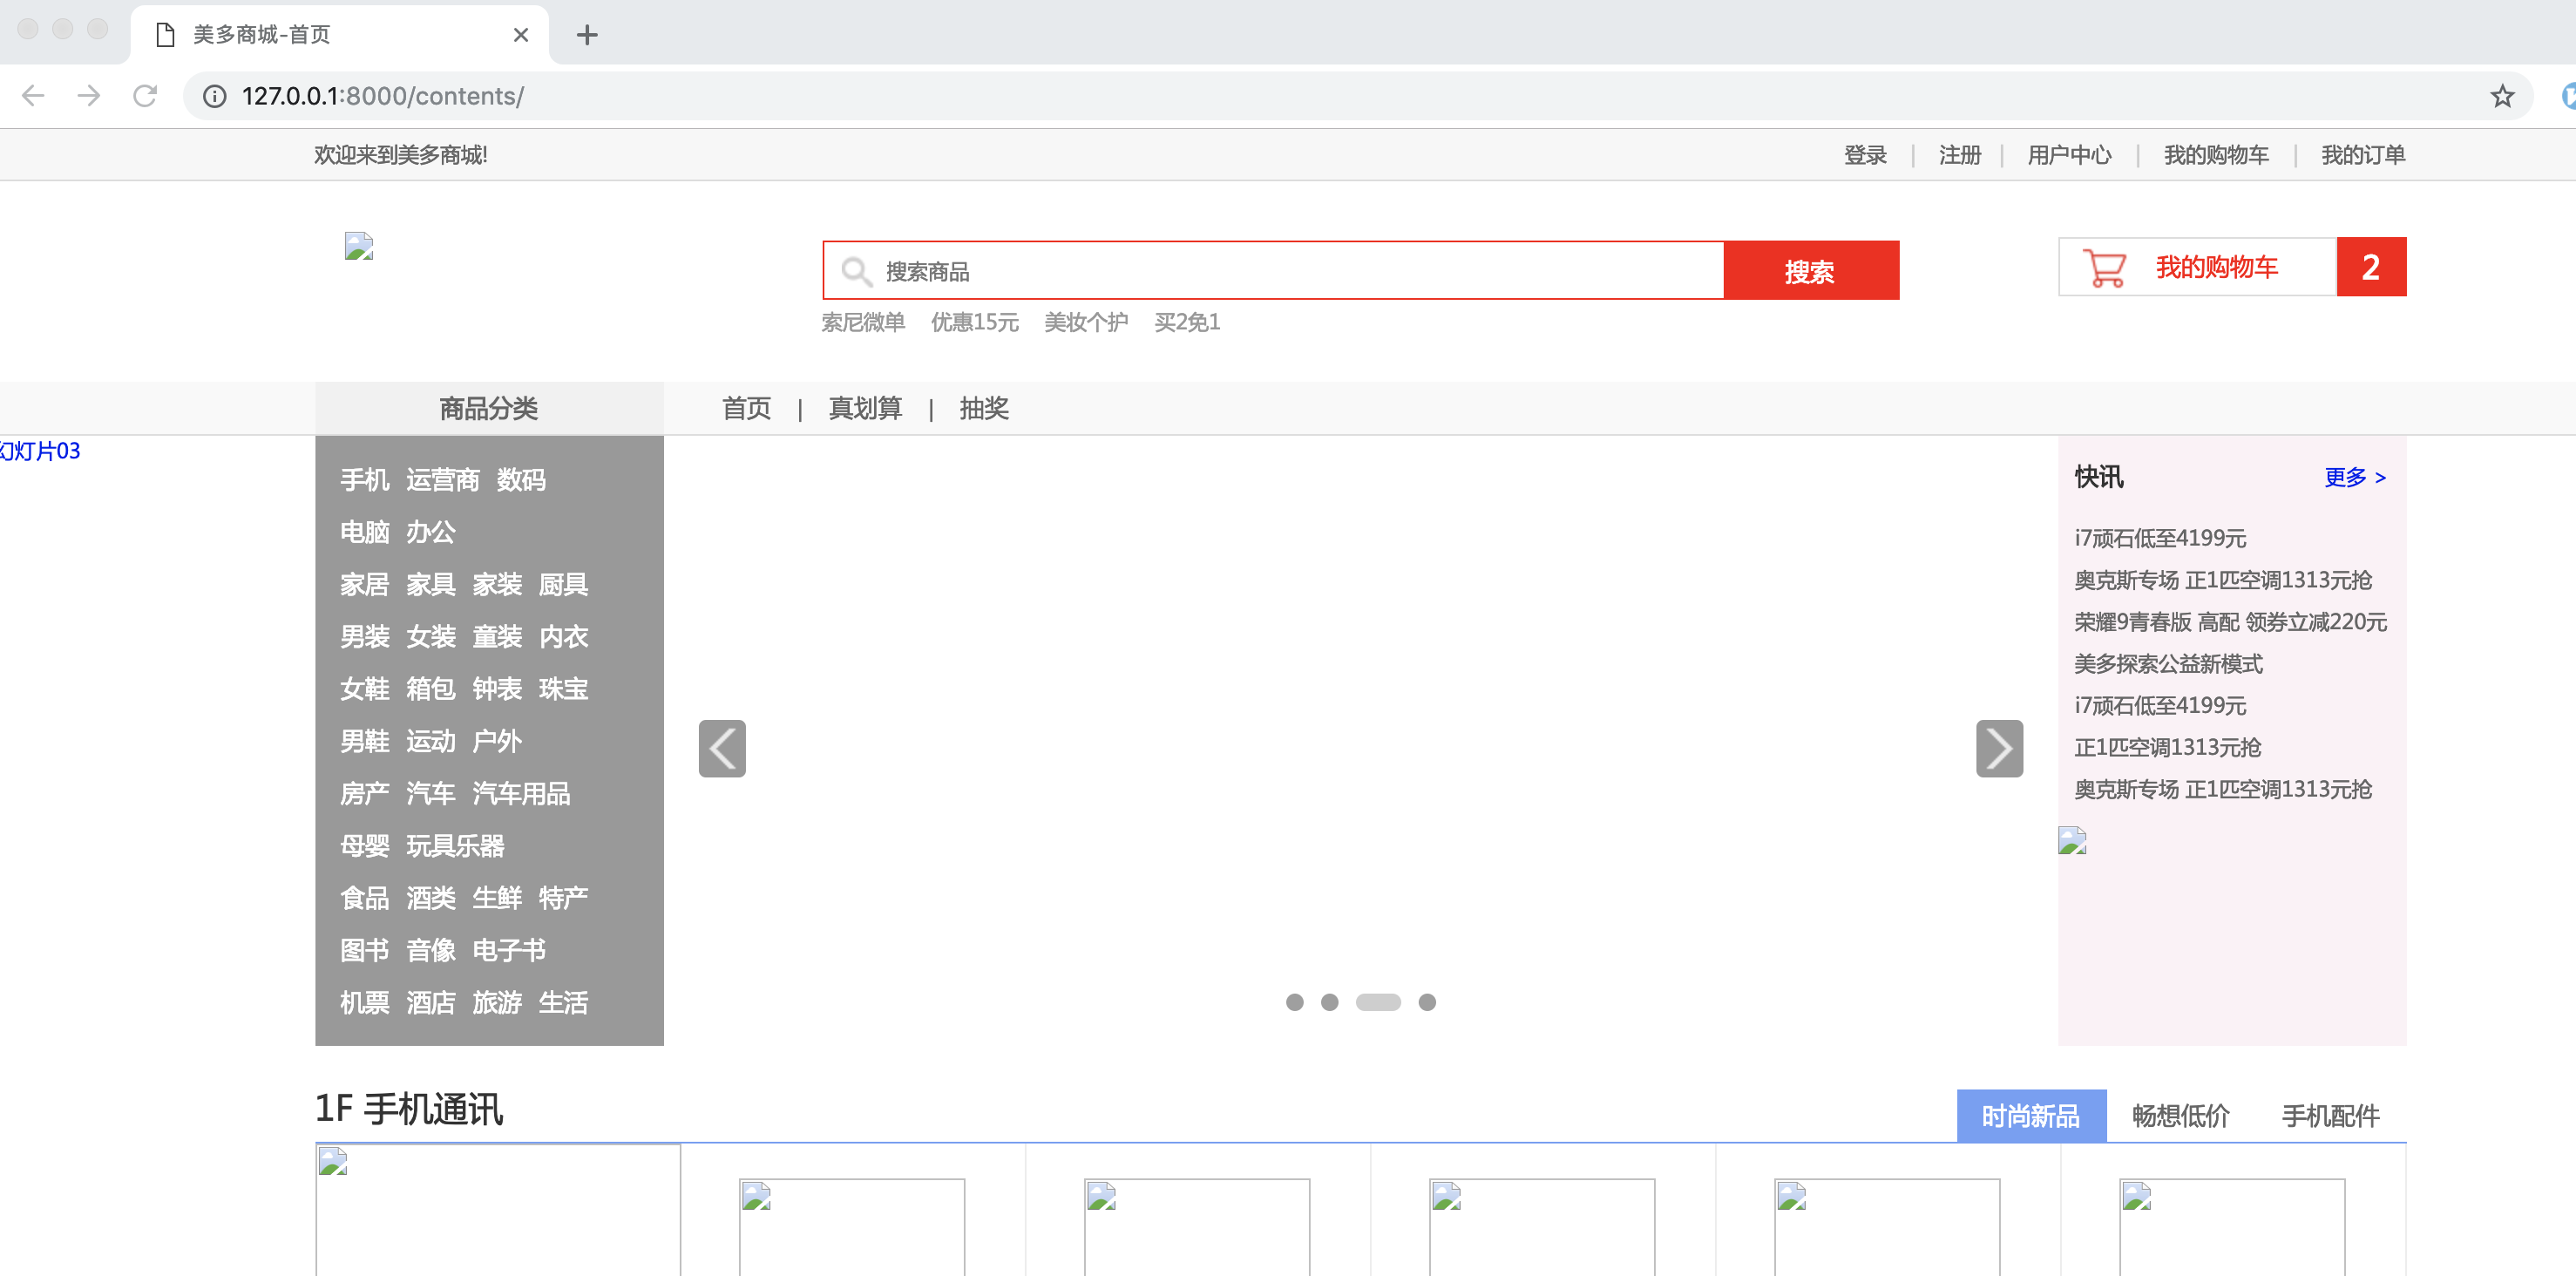 美多商城-首页
127.0.0.1:8000/contents/
欢迎来到美多商城!
登录 | 注册 | 用户中心 | 我的购物车 | 我的订单
搜索商品
搜索
我的购物车 2
索尼微单 优惠15元 美妆个护 买2免1
商品分类
首页 | 真划算 | 抽奖
幻灯片03
手机 运营商 数码
电脑 办公
家居 家具 家装 厨具
男装 女装 童装 内衣
女鞋 箱包 钟表 珠宝
男鞋 运动 户外
房产 汽车 汽车用品
母婴 玩具乐器
食品 酒类 生鲜 特产
图书 音像 电子书
机票 酒店 旅游 生活
快讯 更多 >
i7顽石低至4199元
奥克斯专场 正1匹空调1313元抢
荣耀9青春版 高配 领券立减220元
美多探索公益新模式
i7顽石低至4199元
正1匹空调1313元抢
奥克斯专场 正1匹空调1313元抢
1F 手机通讯
时尚新品 畅想低价 手机配件